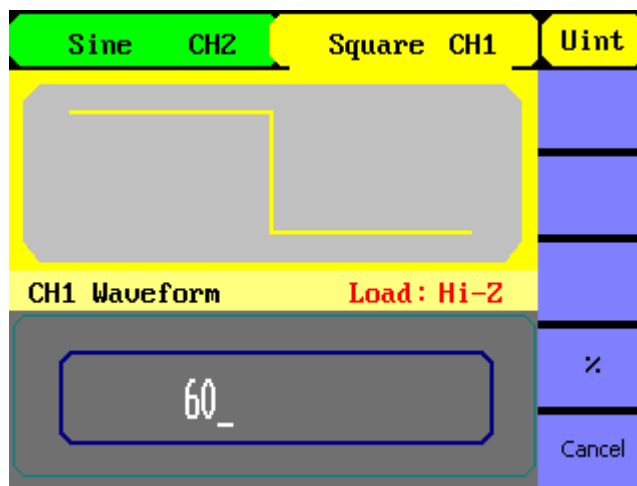 Sine CH2 Square CH1 Uint
CH1 Waveform Load: Hi-Z
60_
%
Cancel